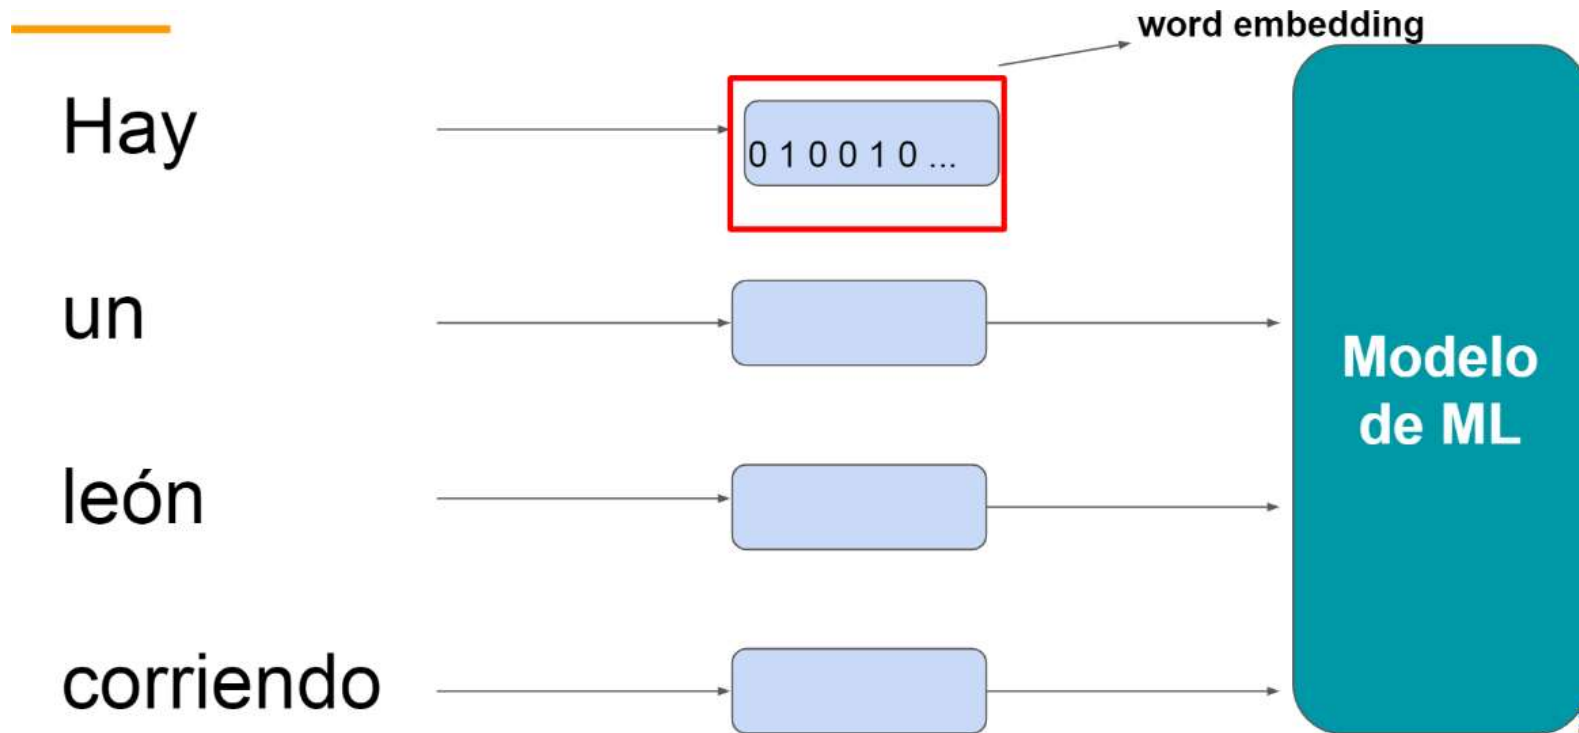 word embedding
Hay
0 1 0 0 1 0 ...
un
león
corriendo
Modelo
de ML